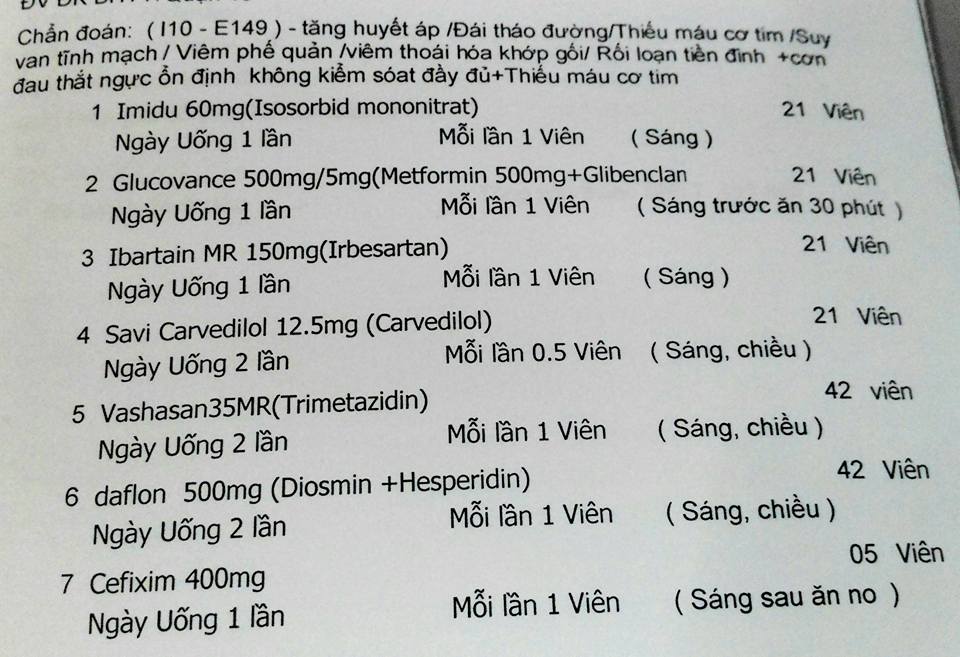 Chẩn đoán: ( I10 - E149 ) - tăng huyết áp /Đái tháo đường/Thiếu máu cơ tim /Suy
van tĩnh mạch / Viêm phế quản /viêm thoái hóa khớp gối/ Rối loạn tiền đình +cơn
đau thắt ngực ổn định không kiểm sóat đầy đủ+Thiếu máu cơ tim
1 Imidu 60mg(Isosorbid mononitrat) 21 Viên
Ngày Uống 1 lần Mỗi lần 1 Viên ( Sáng )
2 Glucovance 500mg/5mg(Metformin 500mg+Glibenclan 21 Viên
Ngày Uống 1 lần Mỗi lần 1 Viên ( Sáng trước ăn 30 phút )
3 Ibartain MR 150mg(Irbesartan) 21 Viên
Ngày Uống 1 lần Mỗi lần 1 Viên ( Sáng )
4 Savi Carvedilol 12.5mg (Carvedilol) 21 Viên
Ngày Uống 2 lần Mỗi lần 0.5 Viên ( Sáng, chiều )
5 Vashasan35MR(Trimetazidin) 42 viên
Ngày Uống 2 lần Mỗi lần 1 Viên ( Sáng, chiều )
6 daflon 500mg (Diosmin +Hesperidin) 42 Viên
Ngày Uống 2 lần Mỗi lần 1 Viên ( Sáng, chiều )
7 Cefixim 400mg 05 Viên
Ngày Uống 1 lần Mỗi lần 1 Viên ( Sáng sau ăn no )